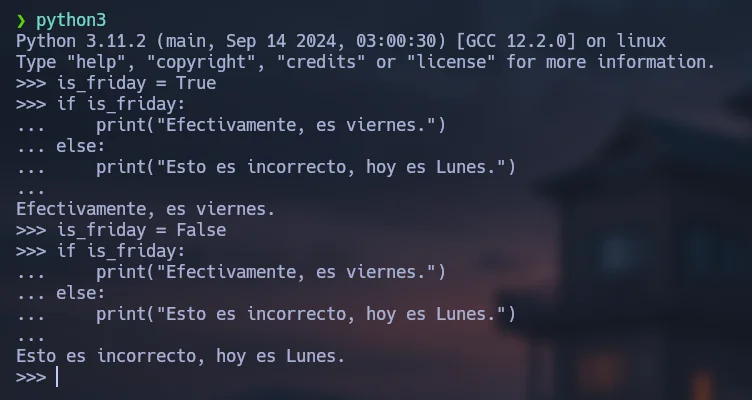 ❯ python3
Python 3.11.2 (main, Sep 14 2024, 03:00:30) [GCC 12.2.0] on linux
Type "help", "copyright", "credits" or "license" for more information.
>>> is_friday = True
>>> if is_friday:
...     print("Efectivamente, es viernes.")
... else:
...     print("Esto es incorrecto, hoy es Lunes.")
...
Efectivamente, es viernes.
>>> is_friday = False
>>> if is_friday:
...     print("Efectivamente, es viernes.")
... else:
...     print("Esto es incorrecto, hoy es Lunes.")
...
Esto es incorrecto, hoy es Lunes.
>>>